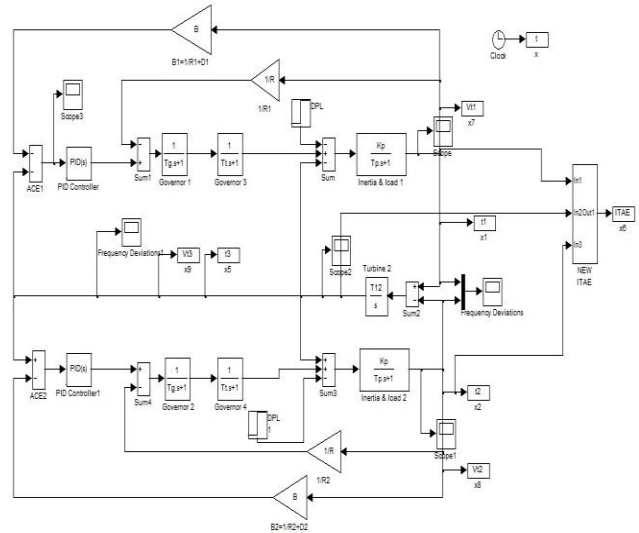 B
B1=1/R1+D1
t
Clock
x
1/R
1/R1
DPL
Scope3
Vt1
x7
Scope
ACE1
PID(s)
PID Controller
Sum1
1
Tg.s+1
Governor 1
1
Tt.s+1
Governor 3
Sum
Kp
Tp.s+1
Inertia & load 1
In1
In2Out1
In3
NEW
ITAE
ITAE
x6
Frequency Deviations1
Vt3
x9
t3
x5
Scope2
t1
x1
Turbine 2
T12
s
Sum2
Frequency Deviations
ACE2
PID(s)
PID Controller1
Sum4
1
Tg.s+1
Governor 2
1
Tt.s+1
Governor 4
Sum3
Kp
Tp.s+1
Inertia & load 2
DPL
1
t2
x2
Scope1
1/R
1/R2
Vt2
x8
B
B2=1/R2+D2